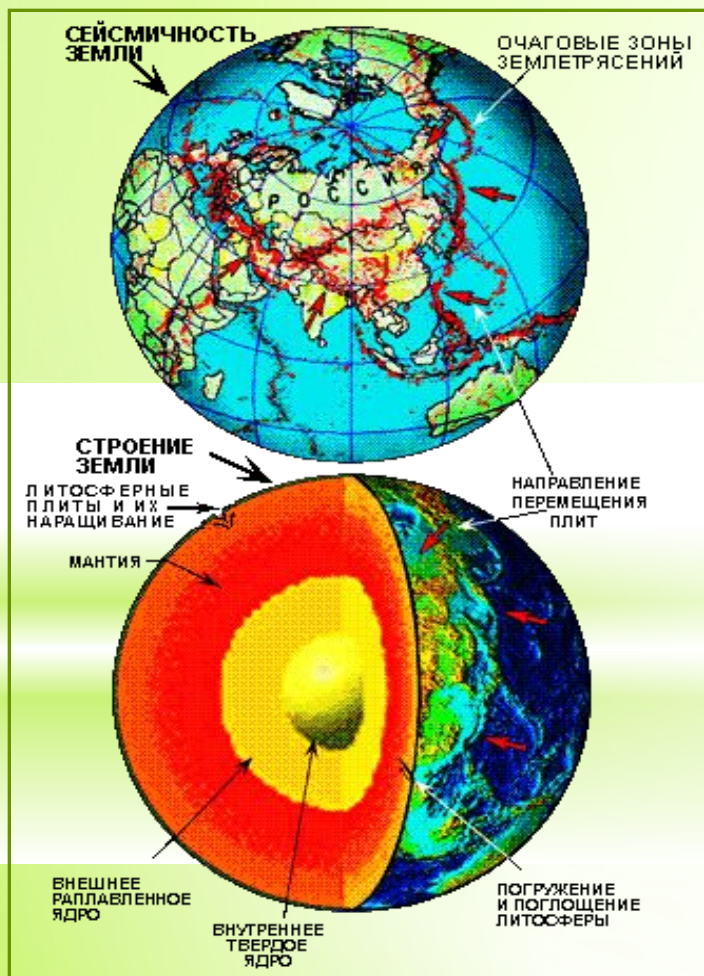 СЕЙСМИЧНОСТЬ
ЗЕМЛИ
ОЧАГОВЫЕ ЗОНЫ
ЗЕМЛЕТРЯСЕНИЙ
РОССИЯ
СТРОЕНИЕ
ЗЕМЛИ
ЛИТОСФЕРНЫЕ
ПЛИТЫ И ИХ
НАРАЩИВАНИЕ
НАПРАВЛЕНИЕ
ПЕРЕМЕЩЕНИЯ
ПЛИТ
МАНТИЯ
ВНЕШНЕЕ
РАПЛАВЛЕННОЕ
ЯДРО
ВНУТРЕННЕЕ
ТВЕРДОЕ
ЯДРО
ПОГРУЖЕНИЕ
И ПОГЛОЩЕНИЕ
ЛИТОСФЕРЫ